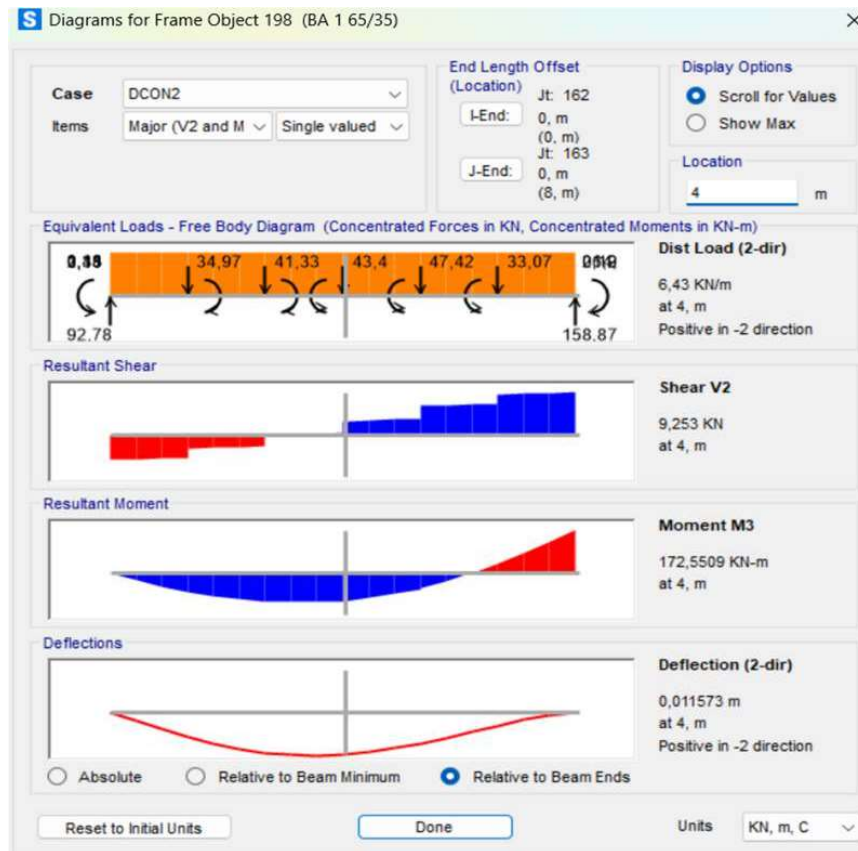 S Diagrams for Frame Object 198 (BA 1 65/35)
Case DCON2
Items Major (V2 and M Single valued
End Length Offset
(Location)
Jt: 162
I-End: 0, m
(0, m)
Jt: 163
J-End: 0, m
(8, m)
Display Options
Scroll for Values
Show Max
Location
4 m
Equivalent Loads - Free Body Diagram (Concentrated Forces in KN, Concentrated Moments in KN-m)
34,97 41,33 43,4 47,42 33,07
92.78 158.87
Dist Load (2-dir)
6,43 KN/m
at 4, m
Positive in -2 direction
Resultant Shear
Shear V2
9,253 KN
at 4, m
Resultant Moment
Moment M3
172,5509 KN-m
at 4, m
Deflections
Deflection (2-dir)
0,011573 m
at 4, m
Positive in -2 direction
Absolute Relative to Beam Minimum Relative to Beam Ends
Reset to Initial Units Done Units KN, m, C